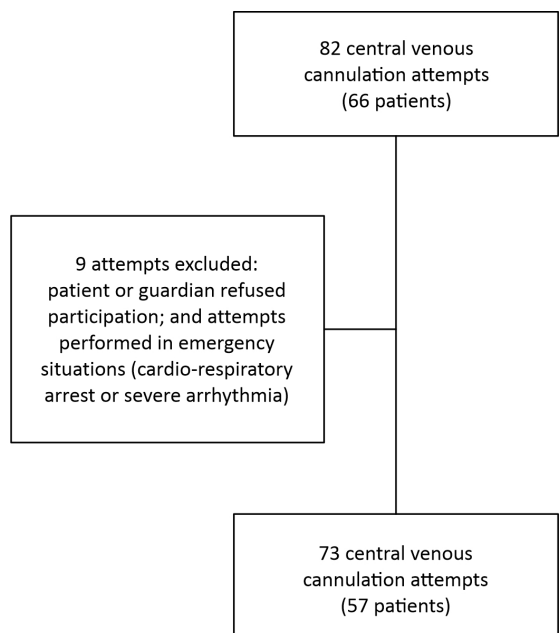 82 central venous
cannulation attempts
(66 patients)
9 attempts excluded:
patient or guardian refused
participation; and attempts
performed in emergency
situations (cardio-respiratory
arrest or severe arrhythmia)
73 central venous
cannulation attempts
(57 patients)